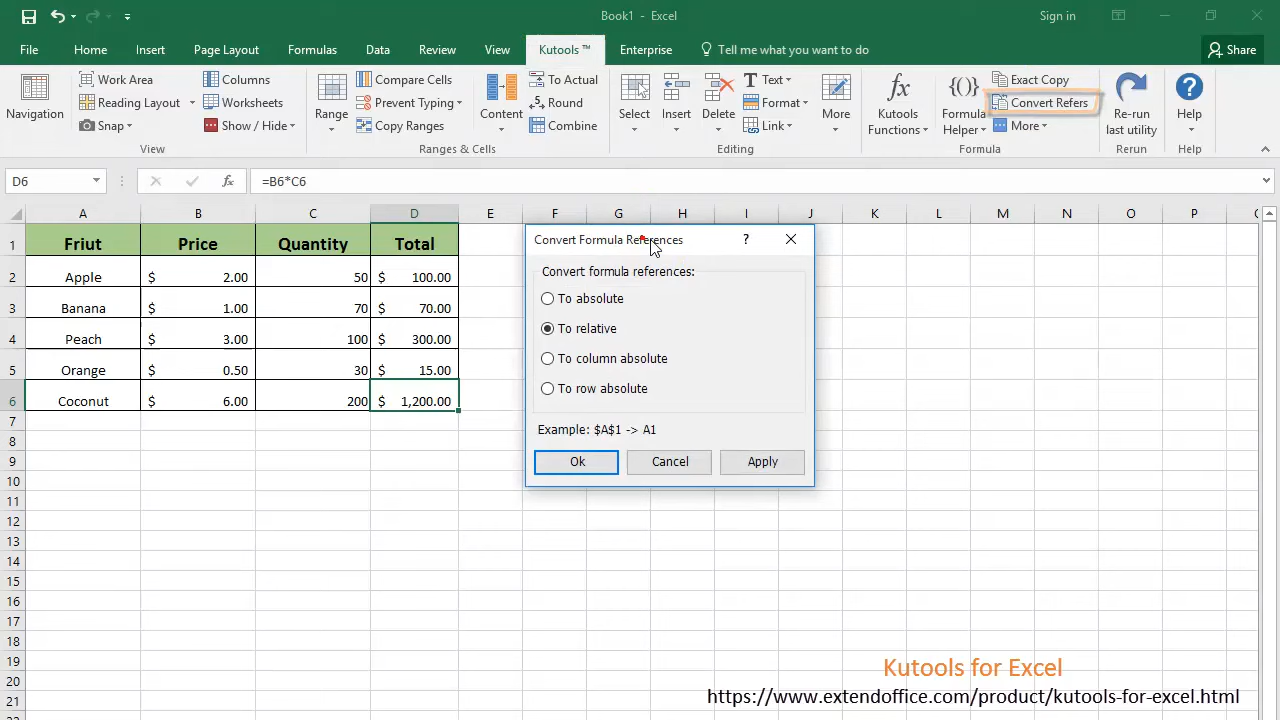 Book1 - Excel
Sign in
File Home Insert Page Layout Formulas Data Review View Kutools ™ Enterprise Tell me what you want to do Share
Navigation
Work Area
Reading Layout
Snap
Columns
Worksheets
Show / Hide
View
Range
Compare Cells
Prevent Typing
Copy Ranges
Content
To Actual
Round
Combine
Ranges & Cells
Select
Insert
Delete
Text
Format
Link
More
Editing
Kutools
Functions
Formula
Helper
Exact Copy
Convert Refers
More
Formula
Re-run
last utility
Rerun
Help
Help
D6 fx =B6*C6
A B C D E F G H I J K L M N O P
1 Friut Price Quantity Total
2 Apple $ 2.00 50 $ 100.00
3 Banana $ 1.00 70 $ 70.00
4 Peach $ 3.00 100 $ 300.00
5 Orange $ 0.50 30 $ 15.00
6 Coconut $ 6.00 200 $ 1,200.00
7
8
9
10
11
12
13
14
15
16
17
18
19
20
21
Convert Formula References ?
Convert formula references:
To absolute
To relative
To column absolute
To row absolute
Example: $A$1 -> A1
Ok Cancel Apply
Kutools for Excel
https://www.extendoffice.com/product/kutools-for-excel.html